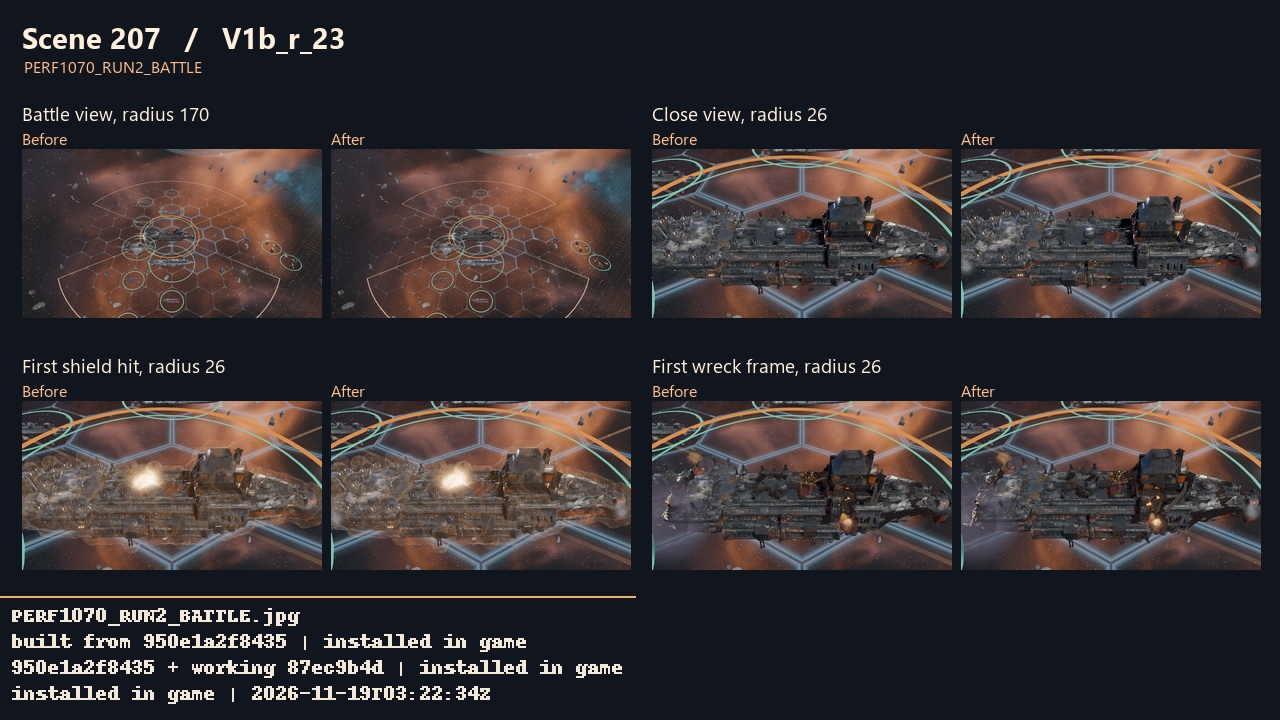 Scene 207 / V1b_r_23
PERF1070_RUN2_BATTLE
Battle view, radius 170
Before After
Close view, radius 26
Before After
First shield hit, radius 26
Before After
First wreck frame, radius 26
Before After
PERF1070_RUN2_BATTLE.jpg
built from 950e1a2f8435 | installed in game
950e1a2f8435 + working 87ec9b4d | installed in game
installed in game | 2026-11-19T03:22:34Z